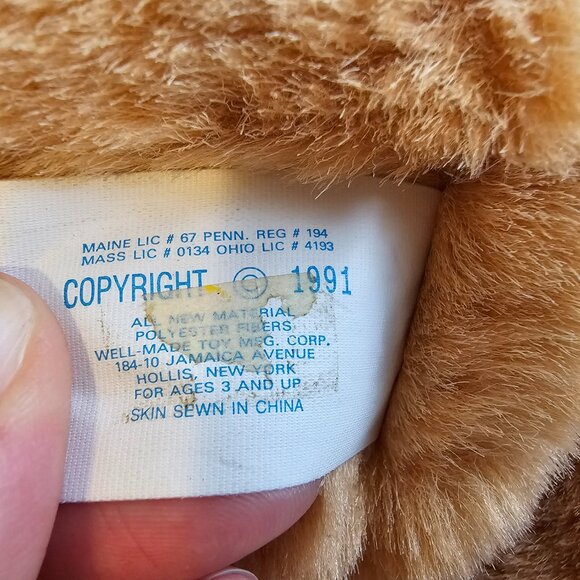 MAINE LIC # 67 PENN. REG # 194
MASS LIC # 0134 OHIO LIC # 4193
COPYRIGHT © 1991
ALL NEW MATERIAL
POLYESTER FIBERS
WELL-MADE TOY MFG. CORP.
184-10 JAMAICA AVENUE
HOLLIS, NEW YORK
FOR AGES 3 AND UP
SKIN SEWN IN CHINA